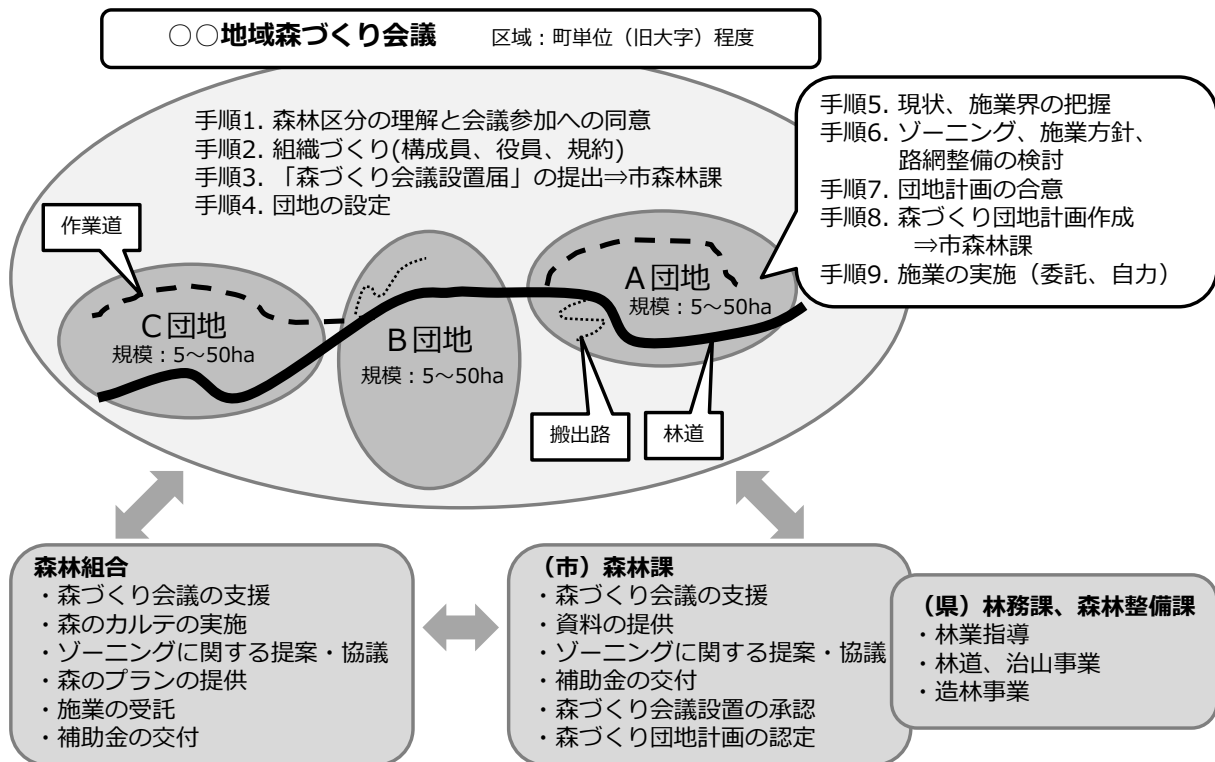 ○○地域森づくり会議 区域：町単位（旧大字）程度
手順1. 森林区分の理解と会議参加への同意
手順2. 組織づくり(構成員、役員、規約)
手順3. 「森づくり会議設置届」の提出⇒市森林課
手順4. 団地の設定
手順5. 現状、施業界の把握
手順6. ゾーニング、施業方針、
路網整備の検討
手順7. 団地計画の合意
手順8. 森づくり団地計画作成
⇒市森林課
手順9. 施業の実施（委託、自力）
作業道
C団地
規模：5～50ha
B団地
規模：5～50ha
A団地
規模：5～50ha
搬出路
林道
森林組合
・森づくり会議の支援
・森のカルテの実施
・ゾーニングに関する提案・協議
・森のプランの提供
・施業の受託
・補助金の交付
（市）森林課
・森づくり会議の支援
・資料の提供
・ゾーニングに関する提案・協議
・補助金の交付
・森づくり会議設置の承認
・森づくり団地計画の認定
（県）林務課、森林整備課
・林業指導
・林道、治山事業
・造林事業